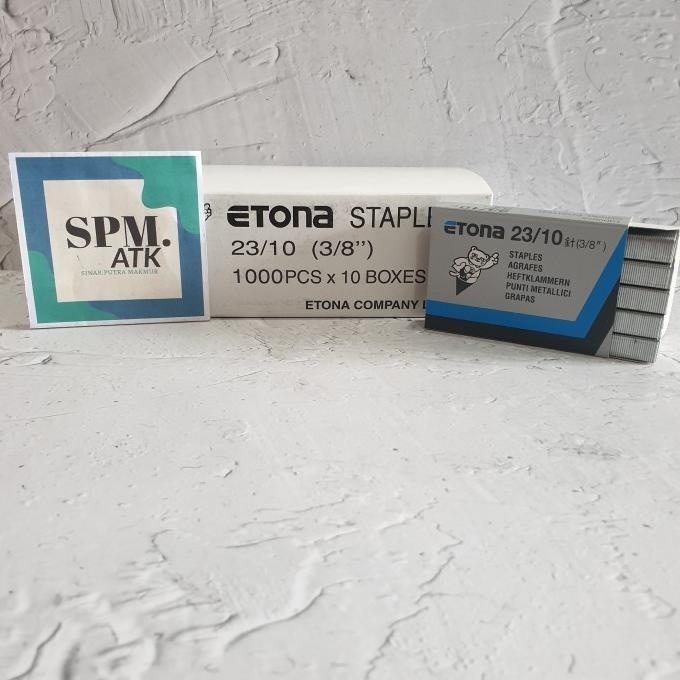 SPM.
ATK
SINAR PUTRA MAKMUR
ETONA STAPLE
23/10 (3/8’’)
1000PCS x 10 BOXES
ETONA COMPANY
ETONA 23/10 針(3/8″)
STAPLES
AGRAFES
HEFTKLAMMERN
PUNTI METALLICI
GRAPAS